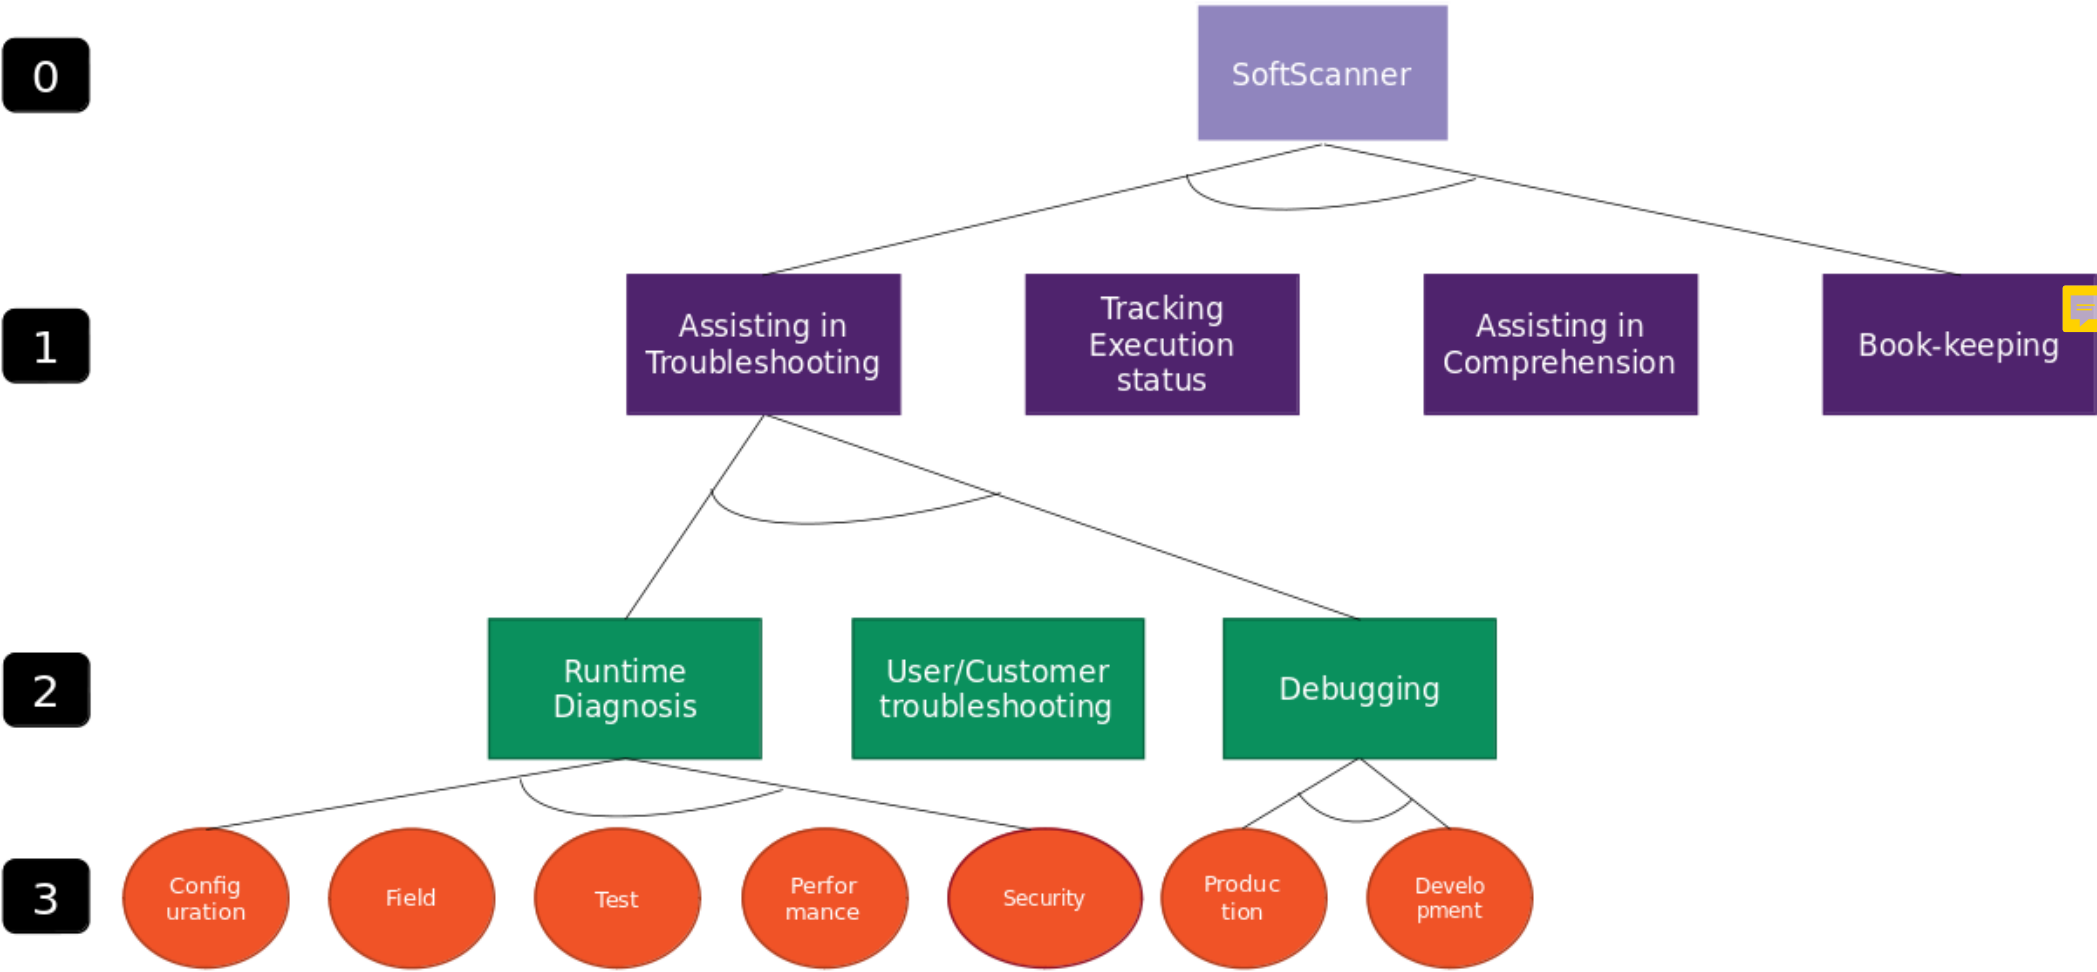 0
SoftScanner
1
Assisting in
Troubleshooting
Tracking
Execution
status
Assisting in
Comprehension
Book-keeping
2
Runtime
Diagnosis
User/Customer
troubleshooting
Debugging
3
Config
uration
Field
Test
Perfor
mance
Security
Produc
tion
Develo
pment